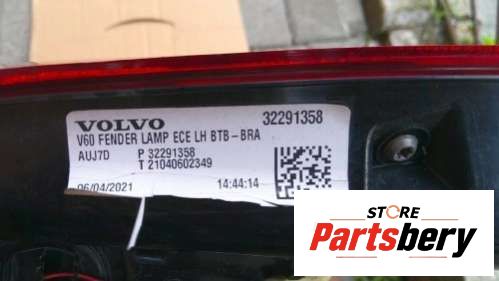 VOLVO 32291358
V60 FENDER LAMP ECE LH BTB-BRA
AUJ7D P 32291358
T 21040602349
06/04/2021 14:44:14
STORE
Partsbery